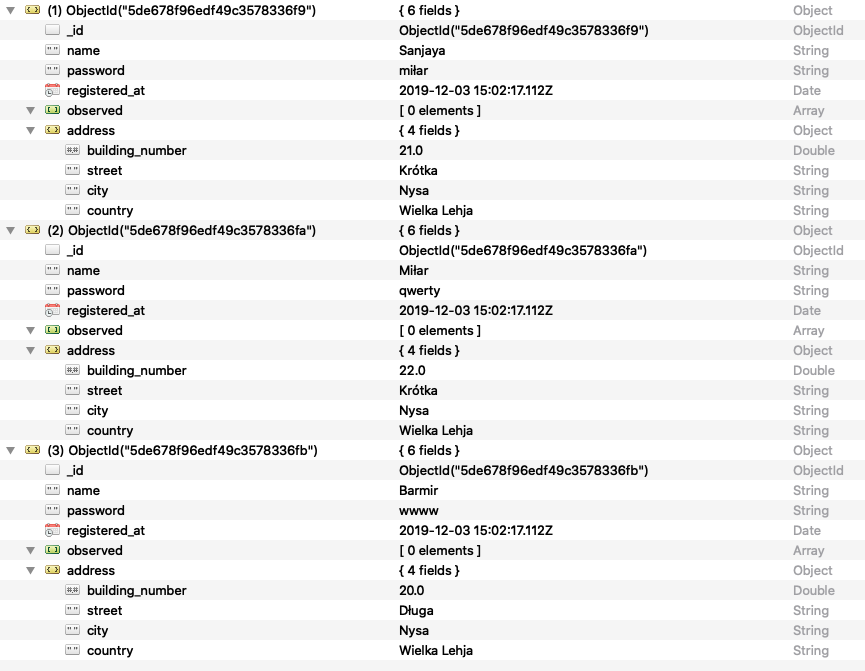 (1) ObjectId("5de678f96edf49c3578336f9") { 6 fields } Object
_id ObjectId("5de678f96edf49c3578336f9") ObjectId
name Sanjaya String
password miłar String
registered_at 2019-12-03 15:02:17.112Z Date
observed [ 0 elements ] Array
address { 4 fields } Object
building_number 21.0 Double
street Krótka String
city Nysa String
country Wielka Lehja String
(2) ObjectId("5de678f96edf49c3578336fa") { 6 fields } Object
_id ObjectId("5de678f96edf49c3578336fa") ObjectId
name Miłar String
password qwerty String
registered_at 2019-12-03 15:02:17.112Z Date
observed [ 0 elements ] Array
address { 4 fields } Object
building_number 22.0 Double
street Krótka String
city Nysa String
country Wielka Lehja String
(3) ObjectId("5de678f96edf49c3578336fb") { 6 fields } Object
_id ObjectId("5de678f96edf49c3578336fb") ObjectId
name Barmir String
password wwww String
registered_at 2019-12-03 15:02:17.112Z Date
observed [ 0 elements ] Array
address { 4 fields } Object
building_number 20.0 Double
street Długa String
city Nysa String
country Wielka Lehja String